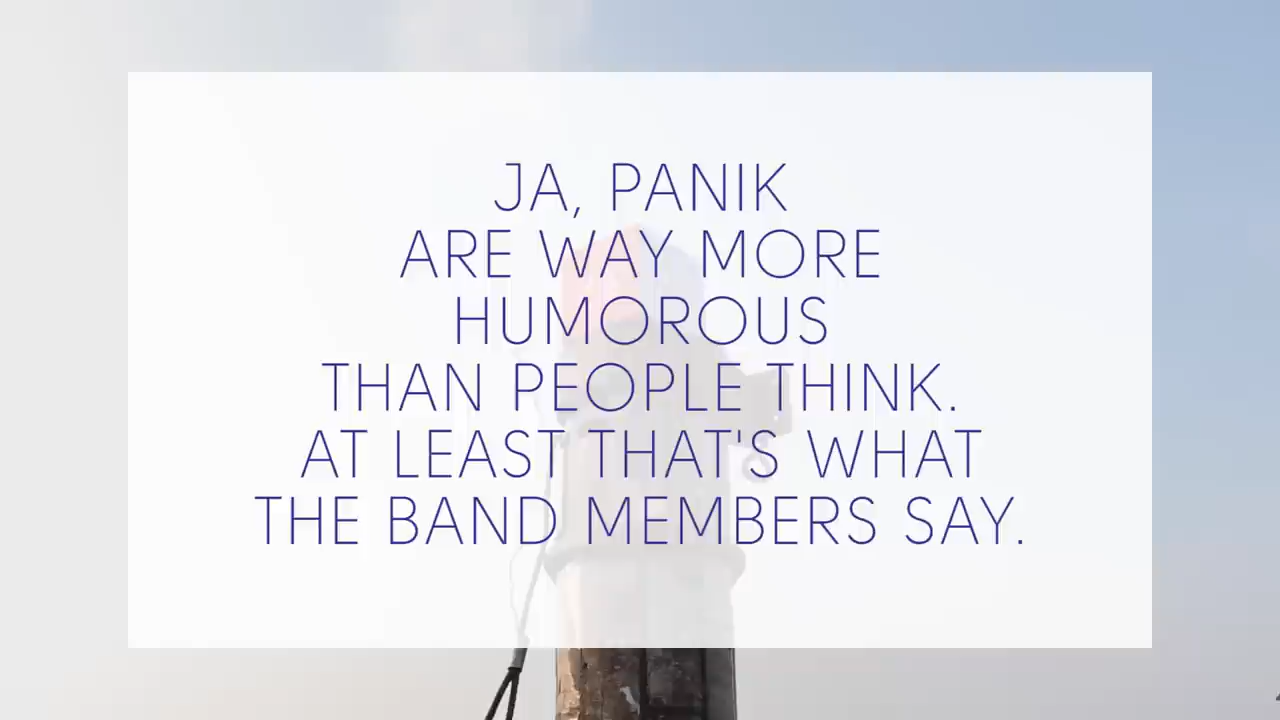 JA, PANIK
ARE WAY MORE
HUMOROUS
THAN PEOPLE THINK.
AT LEAST THAT'S WHAT
THE BAND MEMBERS SAY.